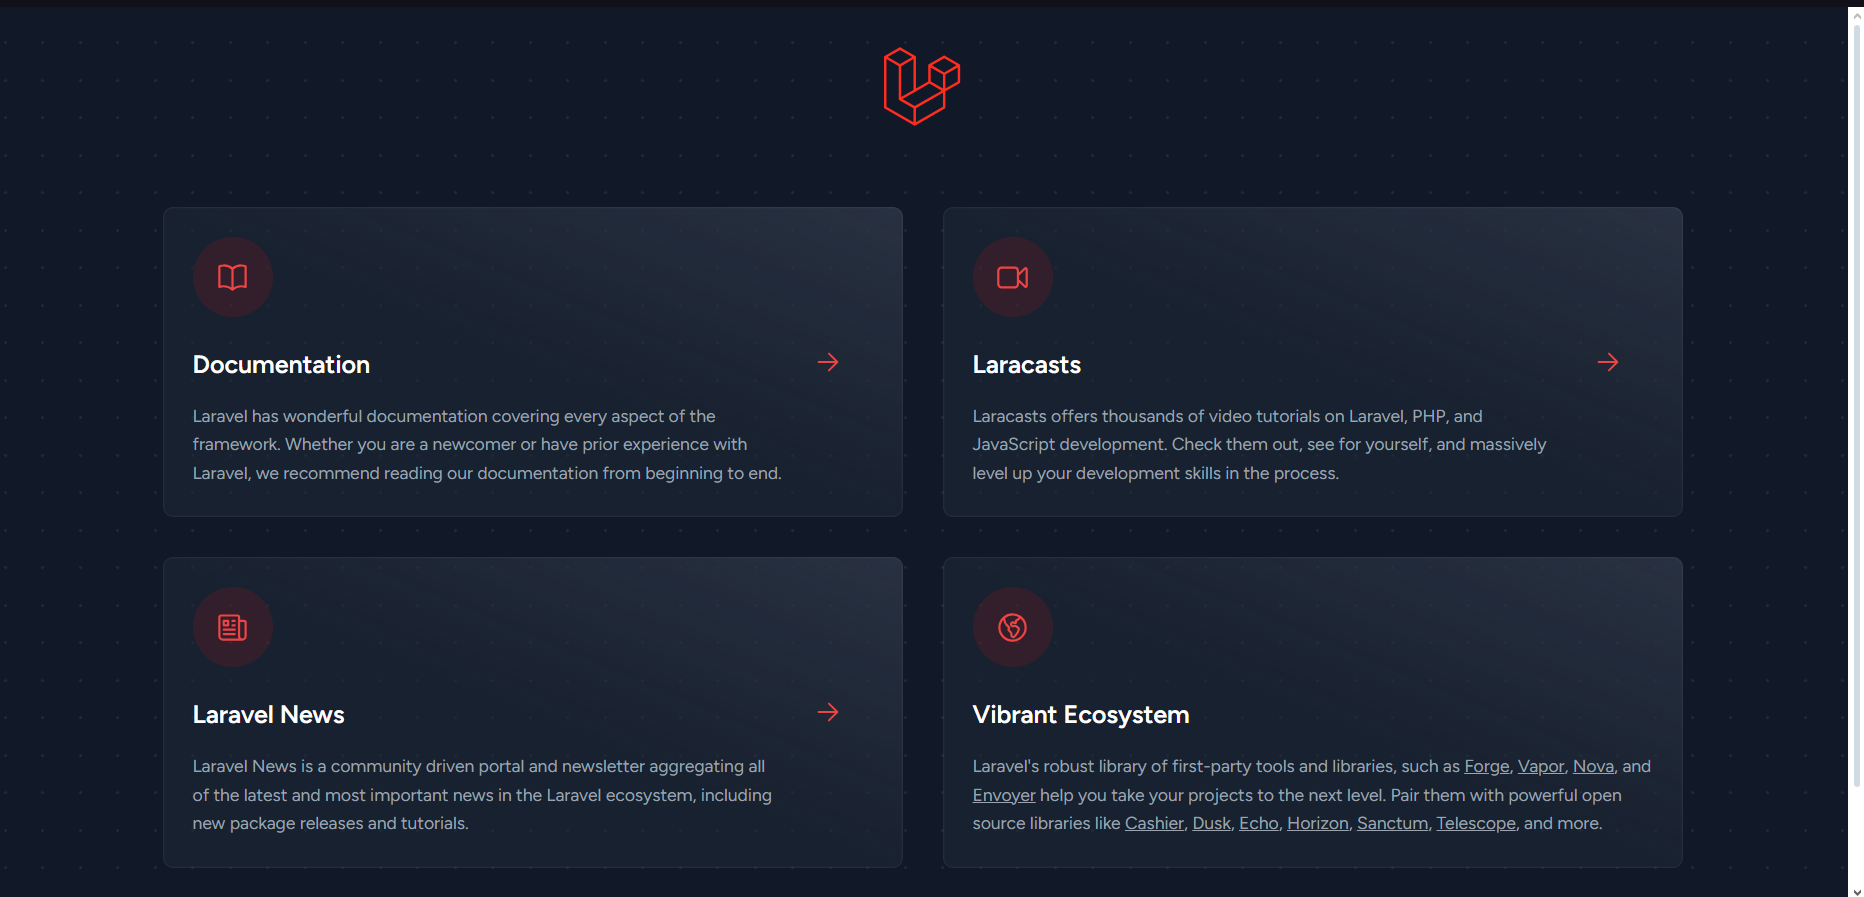 Documentation
Laravel has wonderful documentation covering every aspect of the
framework. Whether you are a newcomer or have prior experience with
Laravel, we recommend reading our documentation from beginning to end.
Laracasts
Laracasts offers thousands of video tutorials on Laravel, PHP, and
JavaScript development. Check them out, see for yourself, and massively
level up your development skills in the process.
Laravel News
Laravel News is a community driven portal and newsletter aggregating all
of the latest and most important news in the Laravel ecosystem, including
new package releases and tutorials.
Vibrant Ecosystem
Laravel's robust library of first-party tools and libraries, such as Forge, Vapor, Nova, and
Envoyer help you take your projects to the next level. Pair them with powerful open
source libraries like Cashier, Dusk, Echo, Horizon, Sanctum, Telescope, and more.